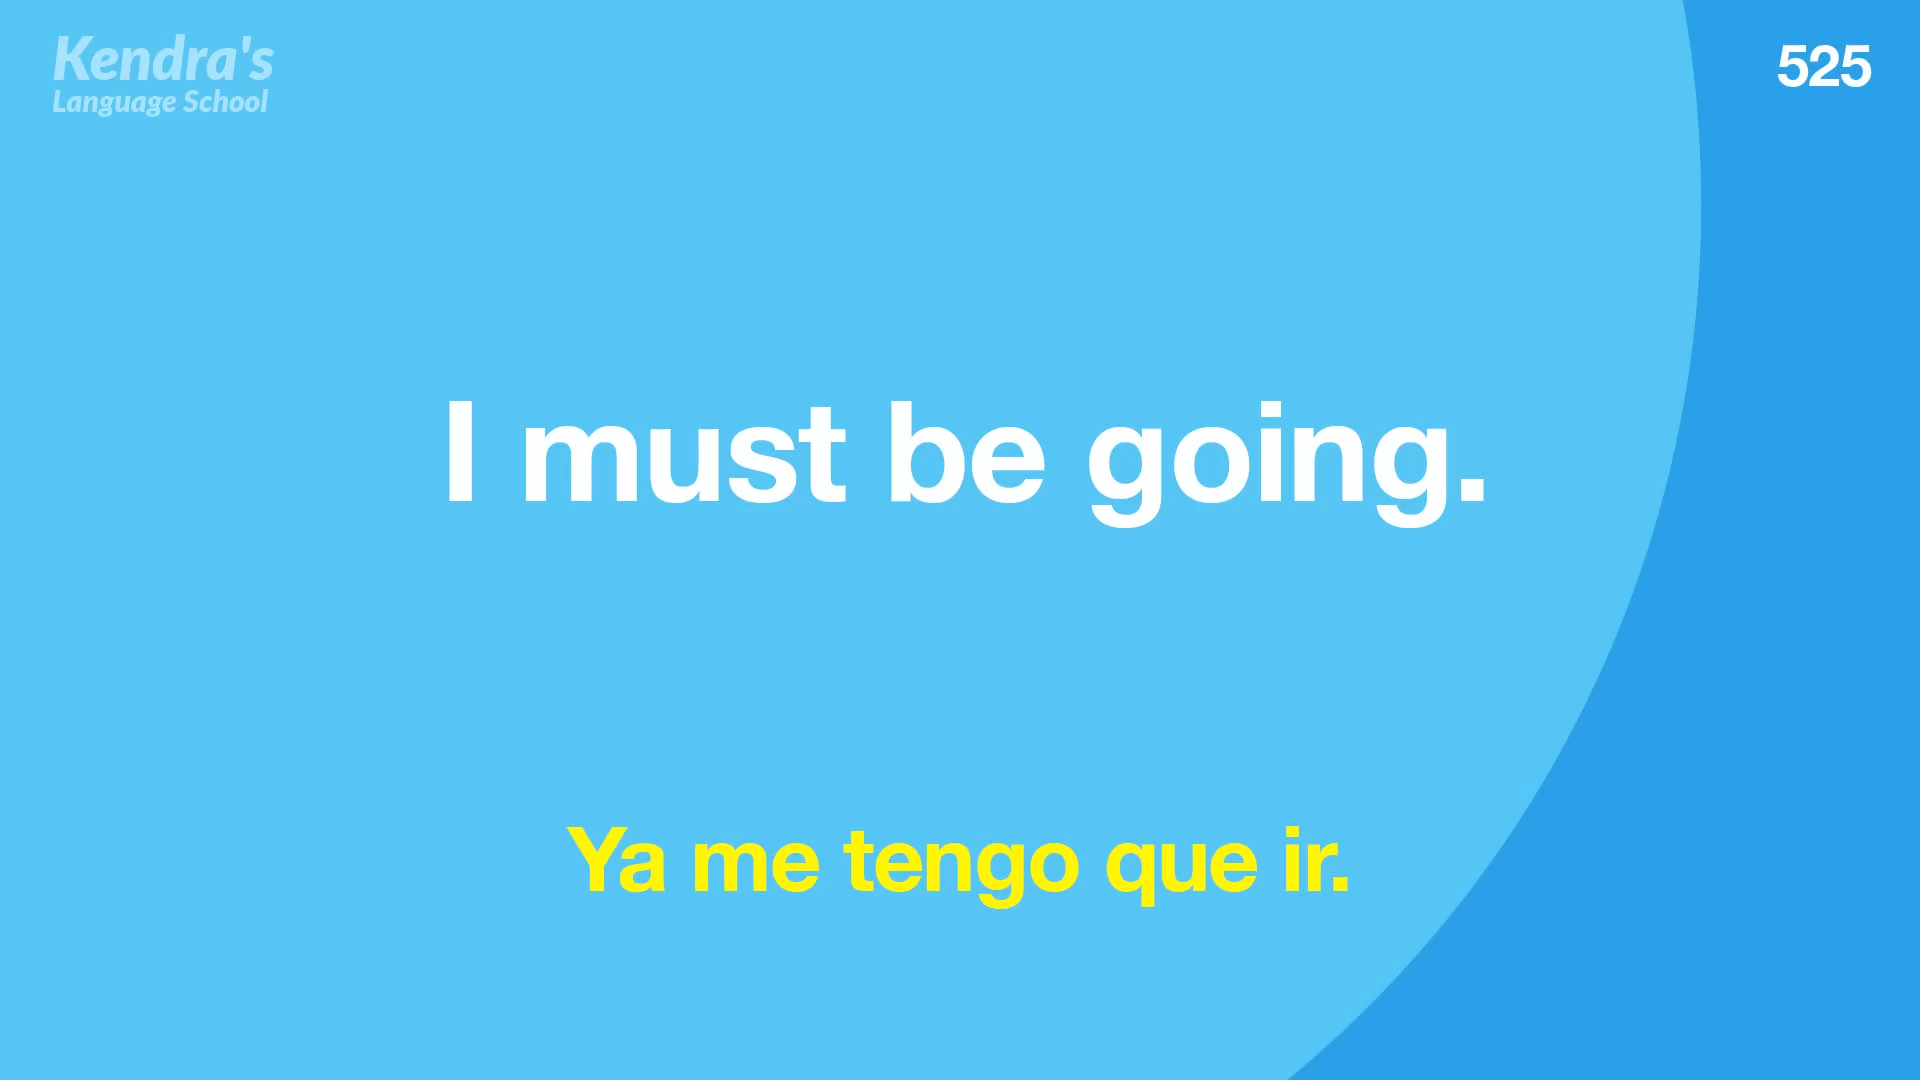 Kendra's
Language School
525
I must be going.
Ya me tengo que ir.